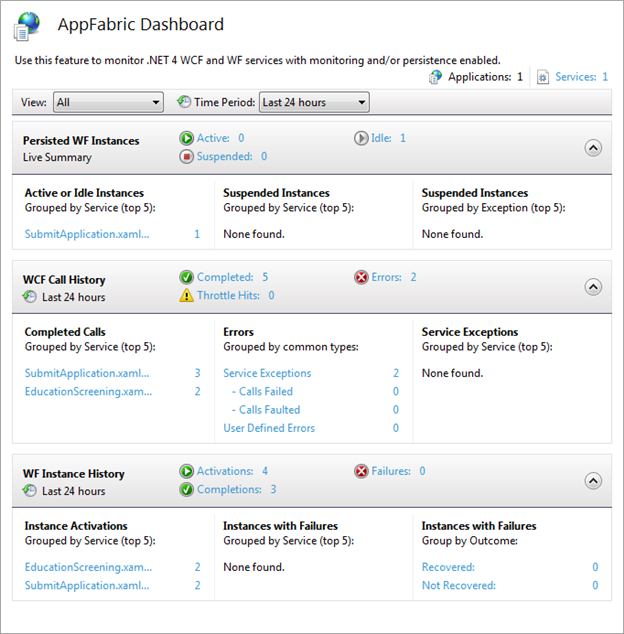 AppFabric Dashboard
Use this feature to monitor .NET 4 WCF and WF services with monitoring and/or persistence enabled.
Applications: 1 Services: 1
View: All Time Period: Last 24 hours
Persisted WF Instances
Live Summary
Active: 0 Idle: 1
Suspended: 0
Active or Idle Instances
Grouped by Service (top 5):
SubmitApplication.xaml... 1
Suspended Instances
Grouped by Service (top 5):
None found.
Suspended Instances
Grouped by Exception (top 5):
None found.
WCF Call History
Last 24 hours
Completed: 5 Errors: 2
Throttle Hits: 0
Completed Calls
Grouped by Service (top 5):
SubmitApplication.xaml... 3
EducationScreening.xam... 2
Errors
Grouped by common types:
Service Exceptions 2
- Calls Failed 0
- Calls Faulted 0
User Defined Errors 0
Service Exceptions
Grouped by Service (top 5):
None found.
WF Instance History
Last 24 hours
Activations: 4 Failures: 0
Completions: 3
Instance Activations
Grouped by Service (top 5):
EducationScreening.xam... 2
SubmitApplication.xaml... 2
Instances with Failures
Grouped by Service (top 5):
None found.
Instances with Failures
Group by Outcome:
Recovered: 0
Not Recovered: 0